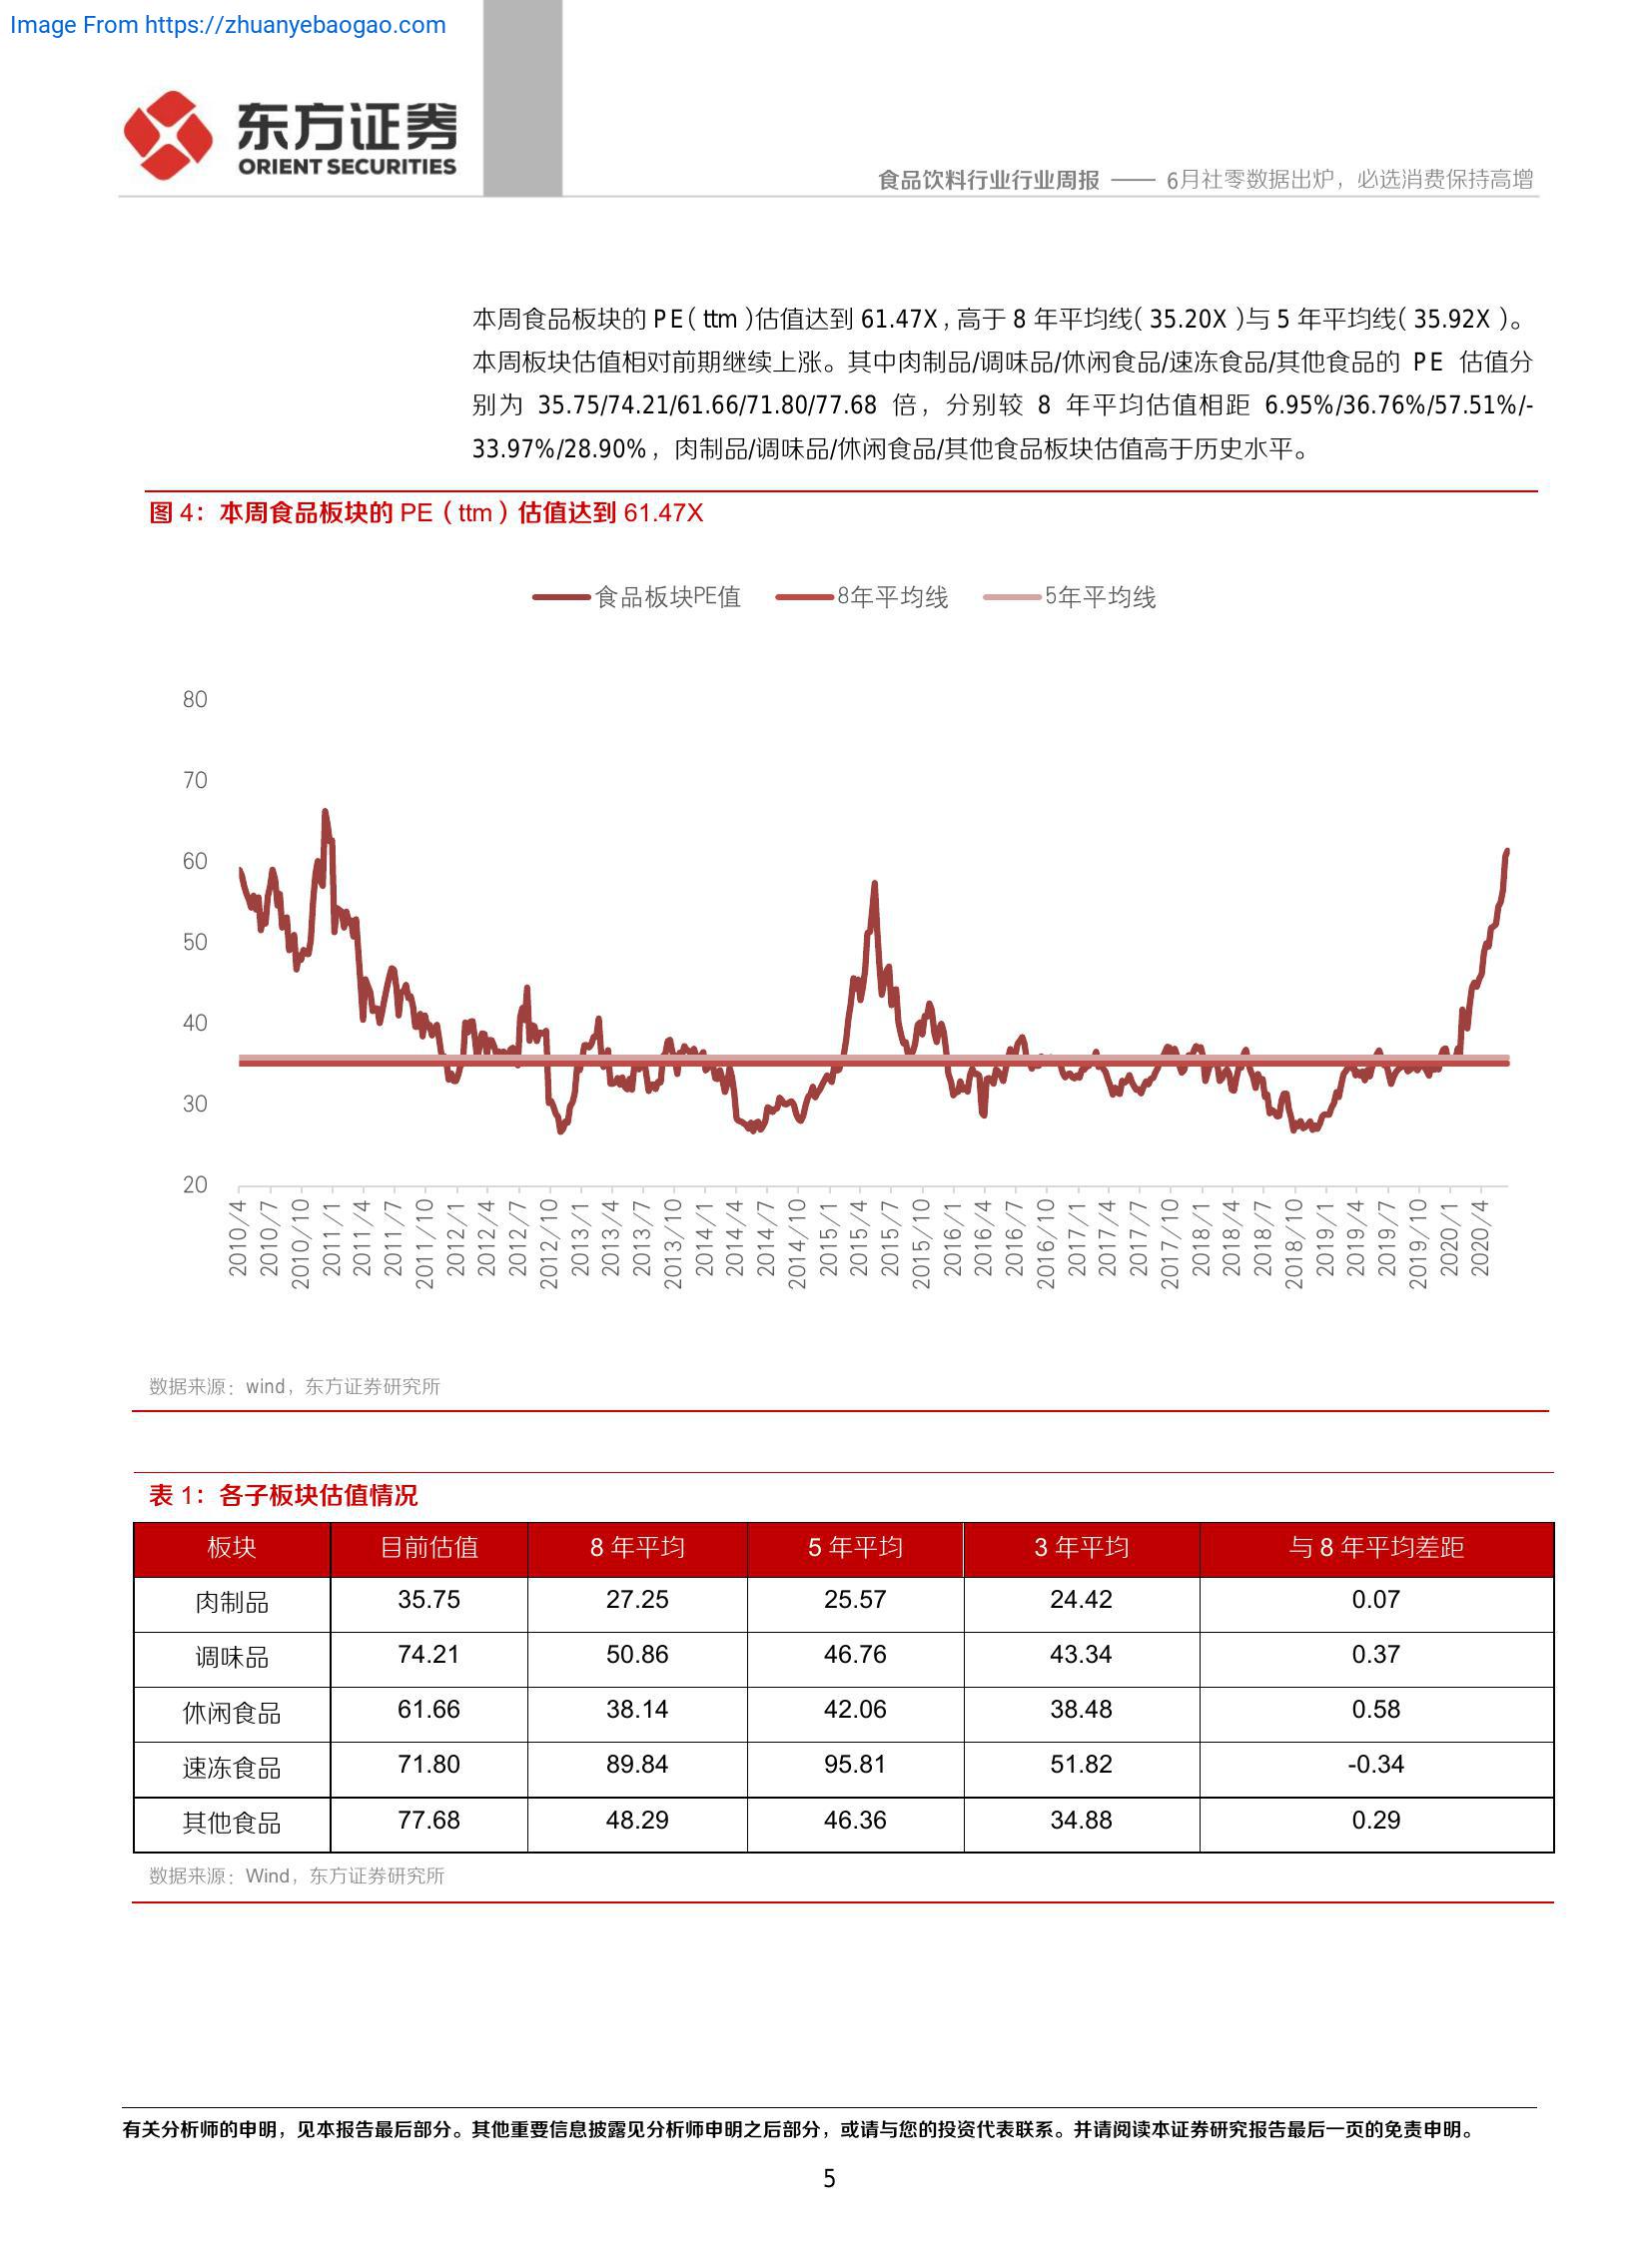 Image From https://zhuanyebaogao.com
东方证券
ORIENT SECURITIES
食品饮料行业行业周报 —— 6月社零数据出炉，必选消费保持高增
本周食品板块的 PE（ttm）估值达到 61.47X，高于 8 年平均线（35.20X）与 5 年平均线（35.92X）。
本周板块估值相对前期继续上涨。其中肉制品/调味品/休闲食品/速冻食品/其他食品的 PE 估值分
别为 35.75/74.21/61.66/71.80/77.68 倍，分别较 8 年平均估值相距 6.95%/36.76%/57.51%/-
33.97%/28.90%，肉制品/调味品/休闲食品/其他食品板块估值高于历史水平。
图 4：本周食品板块的 PE（ttm）估值达到 61.47X
食品板块PE值 8年平均线 5年平均线
80
70
60
50
40
30
20
2010/4 2010/7 2010/10 2011/1 2011/4 2011/7 2011/10 2012/1 2012/4 2012/7 2012/10 2013/1 2013/4 2013/7 2013/10 2014/1 2014/4 2014/7 2014/10 2015/1 2015/4 2015/7 2015/10 2016/1 2016/4 2016/7 2016/10 2017/1 2017/4 2017/7 2017/10 2018/1 2018/4 2018/7 2018/10 2019/1 2019/4 2019/7 2019/10 2020/1 2020/4
数据来源：wind，东方证券研究所
表 1：各子板块估值情况
板块 目前估值 8 年平均 5 年平均 3 年平均 与 8 年平均差距
肉制品 35.75 27.25 25.57 24.42 0.07
调味品 74.21 50.86 46.76 43.34 0.37
休闲食品 61.66 38.14 42.06 38.48 0.58
速冻食品 71.80 89.84 95.81 51.82 -0.34
其他食品 77.68 48.29 46.36 34.88 0.29
数据来源：Wind，东方证券研究所
有关分析师的申明，见本报告最后部分。其他重要信息披露见分析师申明之后部分，或请与您的投资代表联系。并请阅读本证券研究报告最后一页的免责申明。
5